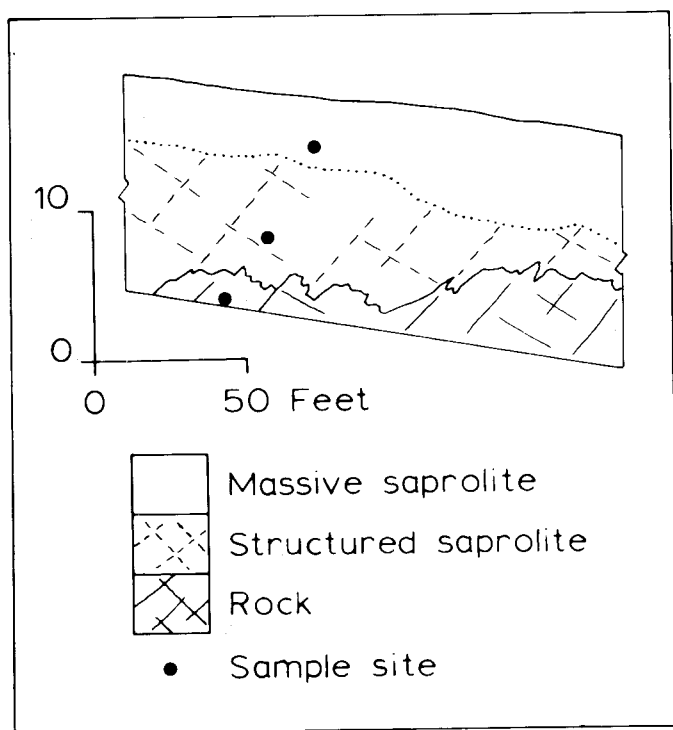 10
0
0 50 Feet
Massive saprolite
Structured saprolite
Rock
Sample site